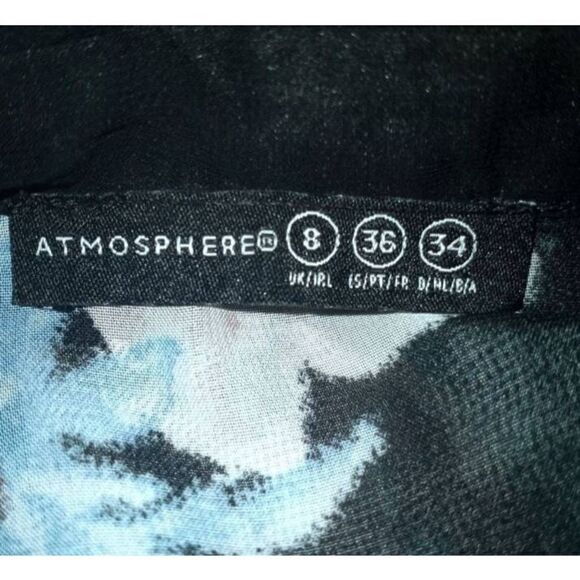 ATMOSPHERE 8 36 34
UK/IRL ES/PT/FR D/NL/B/A